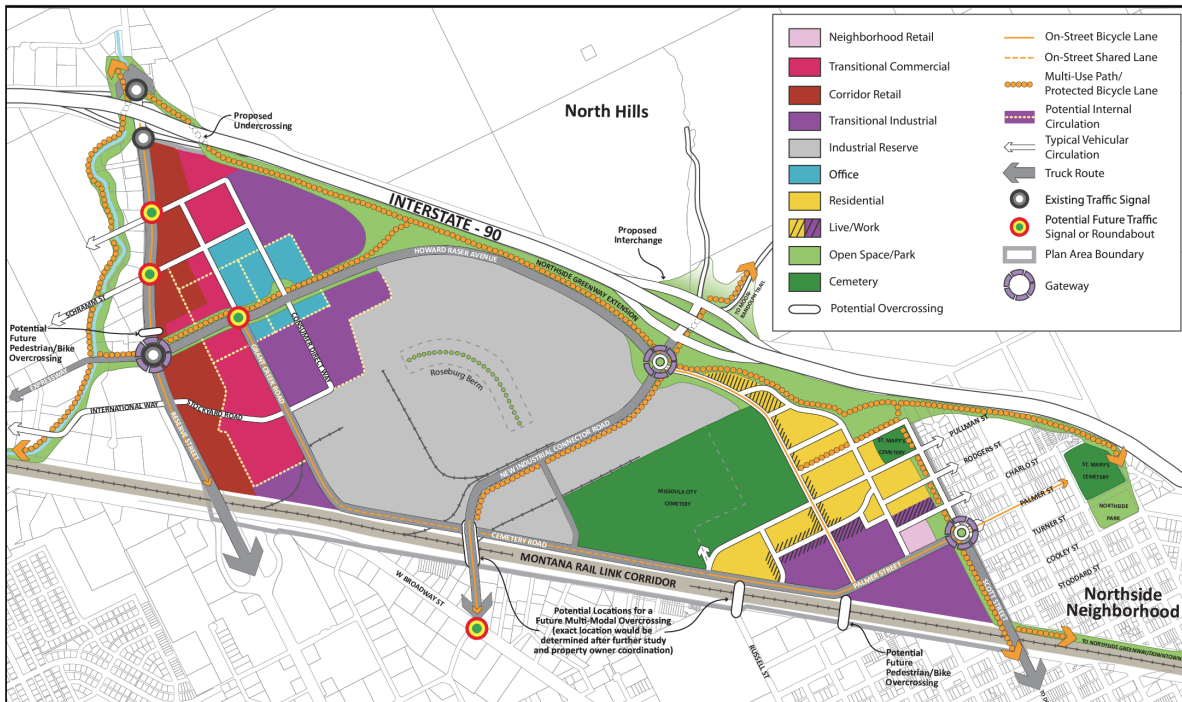 Neighborhood Retail
Transitional Commercial
Corridor Retail
Transitional Industrial
Industrial Reserve
Office
Residential
Live/Work
Open Space/Park
Cemetery
Potential Overcrossing
On-Street Bicycle Lane
On-Street Shared Lane
Multi-Use Path/
Protected Bicycle Lane
Potential Internal
Circulation
Typical Vehicular
Circulation
Truck Route
Existing Traffic Signal
Potential Future Traffic
Signal or Roundabout
Plan Area Boundary
Gateway
North Hills
Proposed
Undercrossing
INTERSTATE - 90
HOWARD RASER AVENUE
NORTHSIDE GREENWAY EXTENSION
Proposed
Interchange
TO MOON-
RANDOLPH TRAIL
SCHRAMM ST
Potential
Future
Pedestrian/Bike
Overcrossing
EXPRESSWAY
INTERNATIONAL WAY
STOCKYARD ROAD
RESERVE STREET
GRANT CREEK ROAD
CONSUMER DIRECT WAY
Roseburg Berm
NEW INDUSTRIAL CONNECTOR ROAD
MISSOULA CITY
CEMETERY
ST. MARY'S
CEMETERY
PULLMAN ST
RODGERS ST
CHARLO ST
PALMER ST
TURNER ST
COOLEY ST
STODDARD ST
ST. MARY'S
CEMETERY
NORTHSIDE
PARK
CEMETERY ROAD
MONTANA RAIL LINK CORRIDOR
PALMER STREET
SCOTT STREET
Northside
Neighborhood
W BROADWAY ST
Potential Locations for a
Future Multi-Modal Overcrossing
(exact location would be
determined after further study
and property owner coordination)
RUSSELL ST
Potential
Future
Pedestrian/Bike
Overcrossing
TO NORTHSIDE GREENWAY/DOWNTOWN